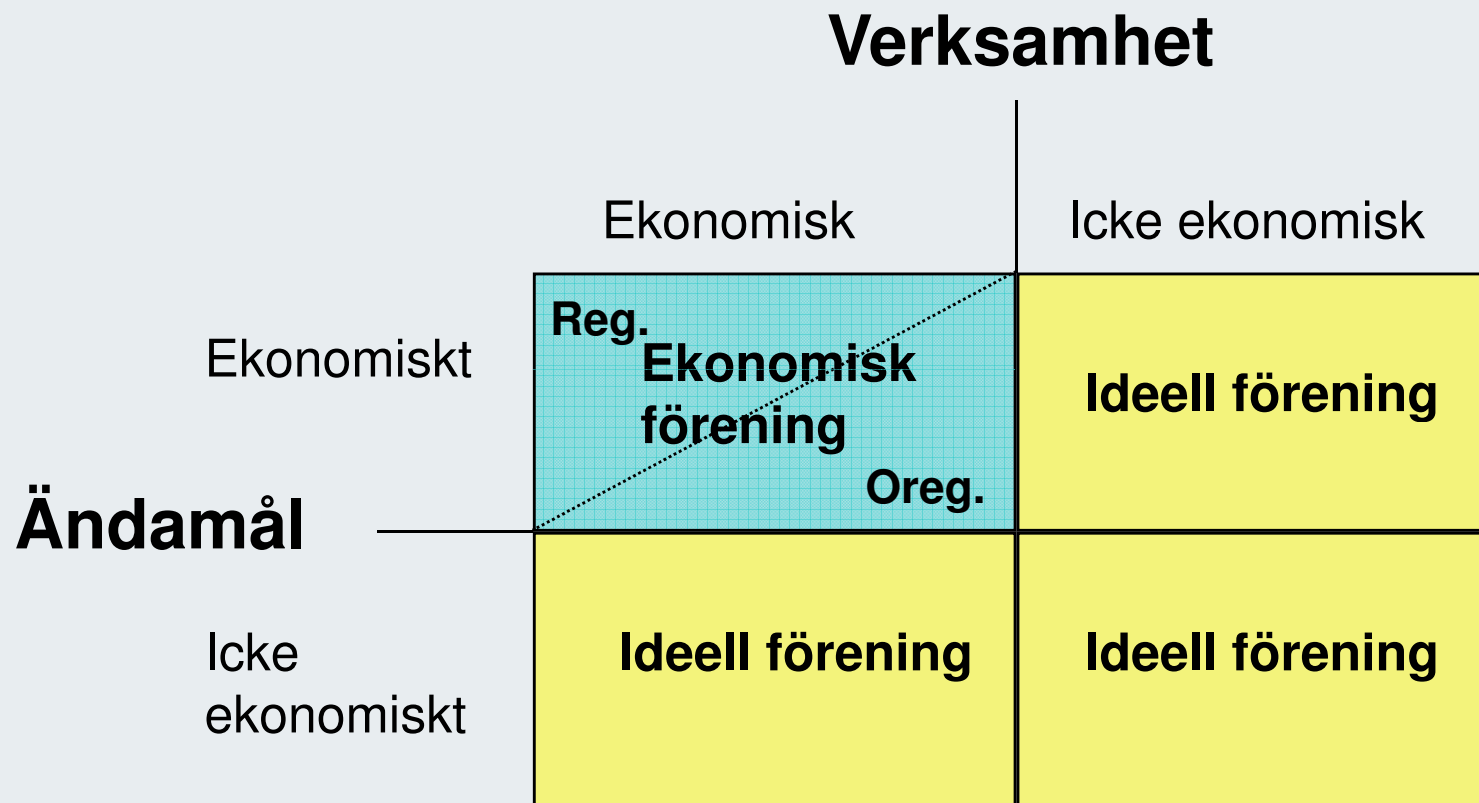 Verksamhet
Ekonomisk
Icke ekonomisk
Ekonomiskt
Reg.
Ekonomisk
förening
Oreg.
Ideell förening
Ändamål
Icke
ekonomiskt
Ideell förening
Ideell förening